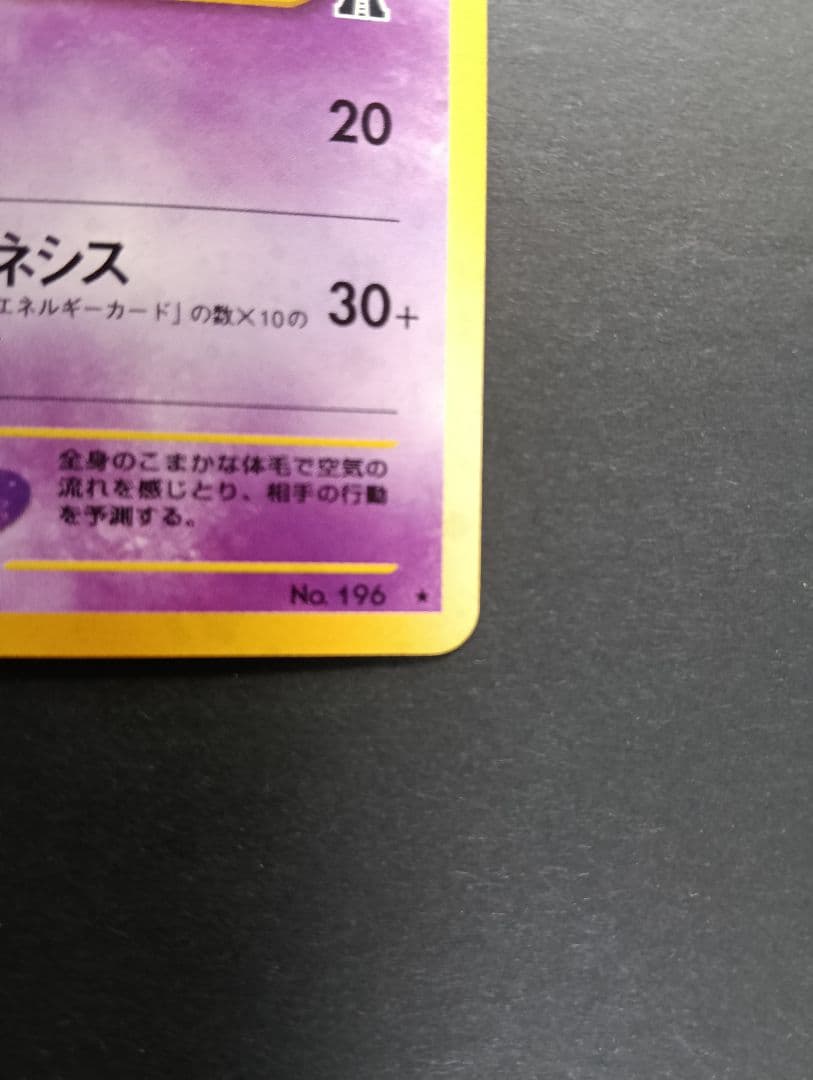 20
ネシス
エネルギーカード」の数×10の 30+
全身のこまかな体毛で空気の
流れを感じとり、相手の行動
を予測する。
No. 196 ★